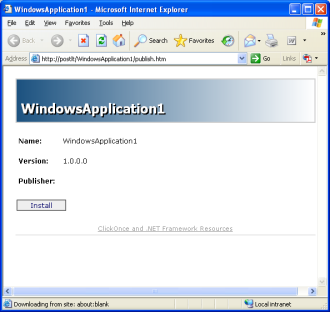 WindowsApplication1 - Microsoft Internet Explorer
File Edit View Favorites Tools Help
Back Search Favorites
Address http://postlt/WindowsApplication1/publish.htm Go Links
WindowsApplication1
Name: WindowsApplication1
Version: 1.0.0.0
Publisher:
Install
ClickOnce and .NET Framework Resources
Downloading from site: about:blank Local intranet